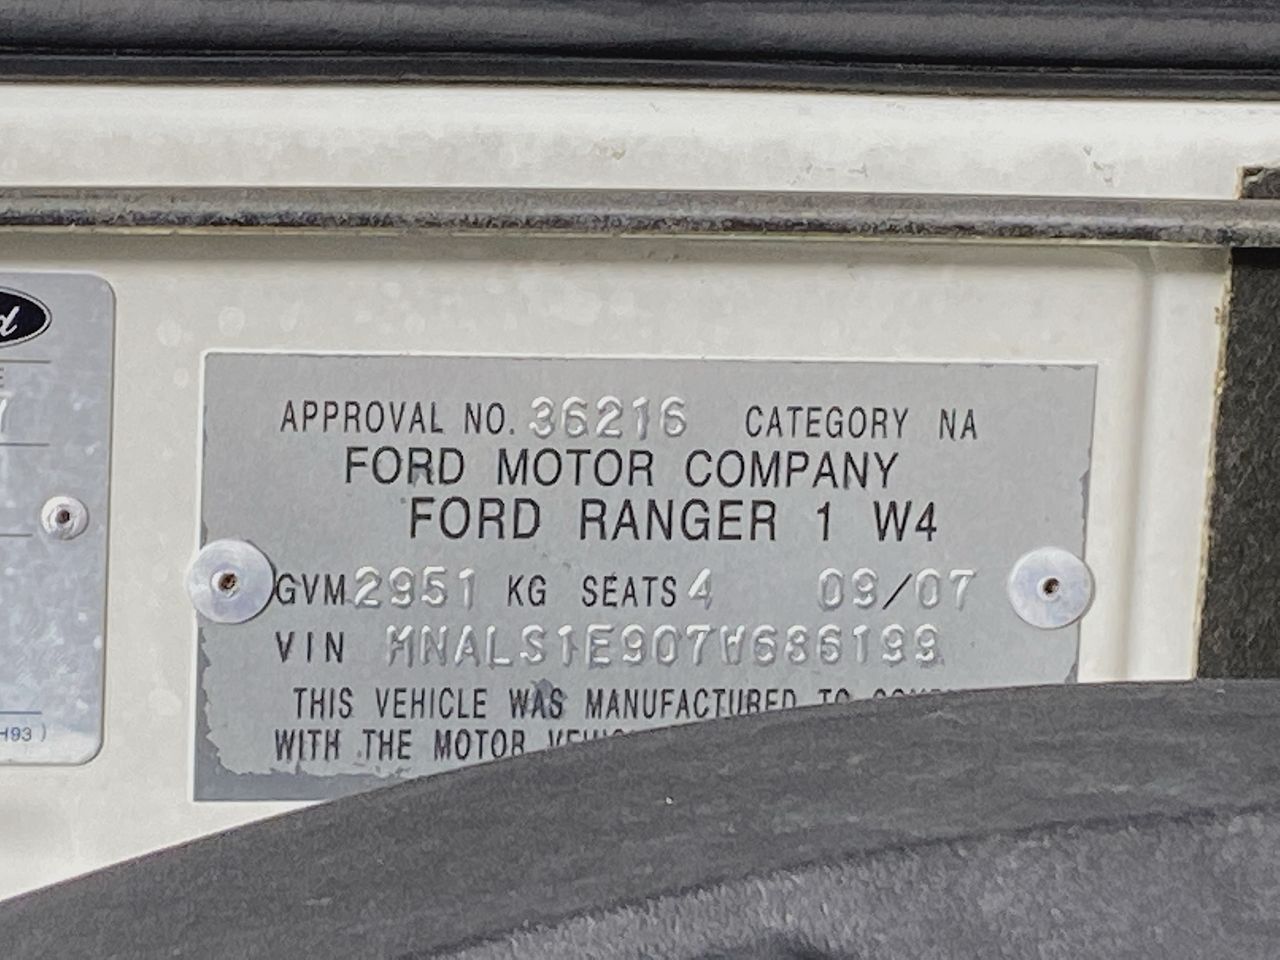 APPROVAL NO. 36216 CATEGORY NA
FORD MOTOR COMPANY
FORD RANGER 1 W4
GVM 2951 KG SEATS 4 09/07
VIN MNALS1E907W686199
THIS VEHICLE WAS MANUFACTURED TO
WITH THE MOTOR
H93 )